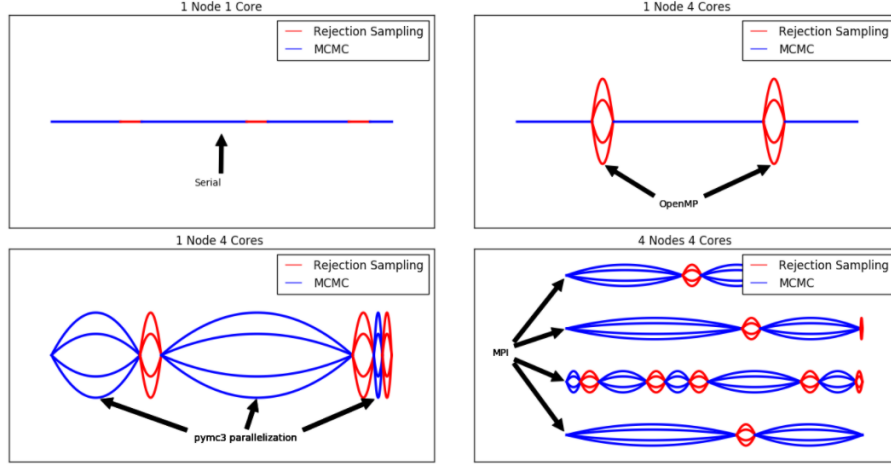 1 Node 1 Core
Rejection Sampling
MCMC
Serial
1 Node 4 Cores
Rejection Sampling
MCMC
OpenMP
1 Node 4 Cores
Rejection Sampling
MCMC
pymc3 parallelization
4 Nodes 4 Cores
Rejection Sampling
MCMC
MPI